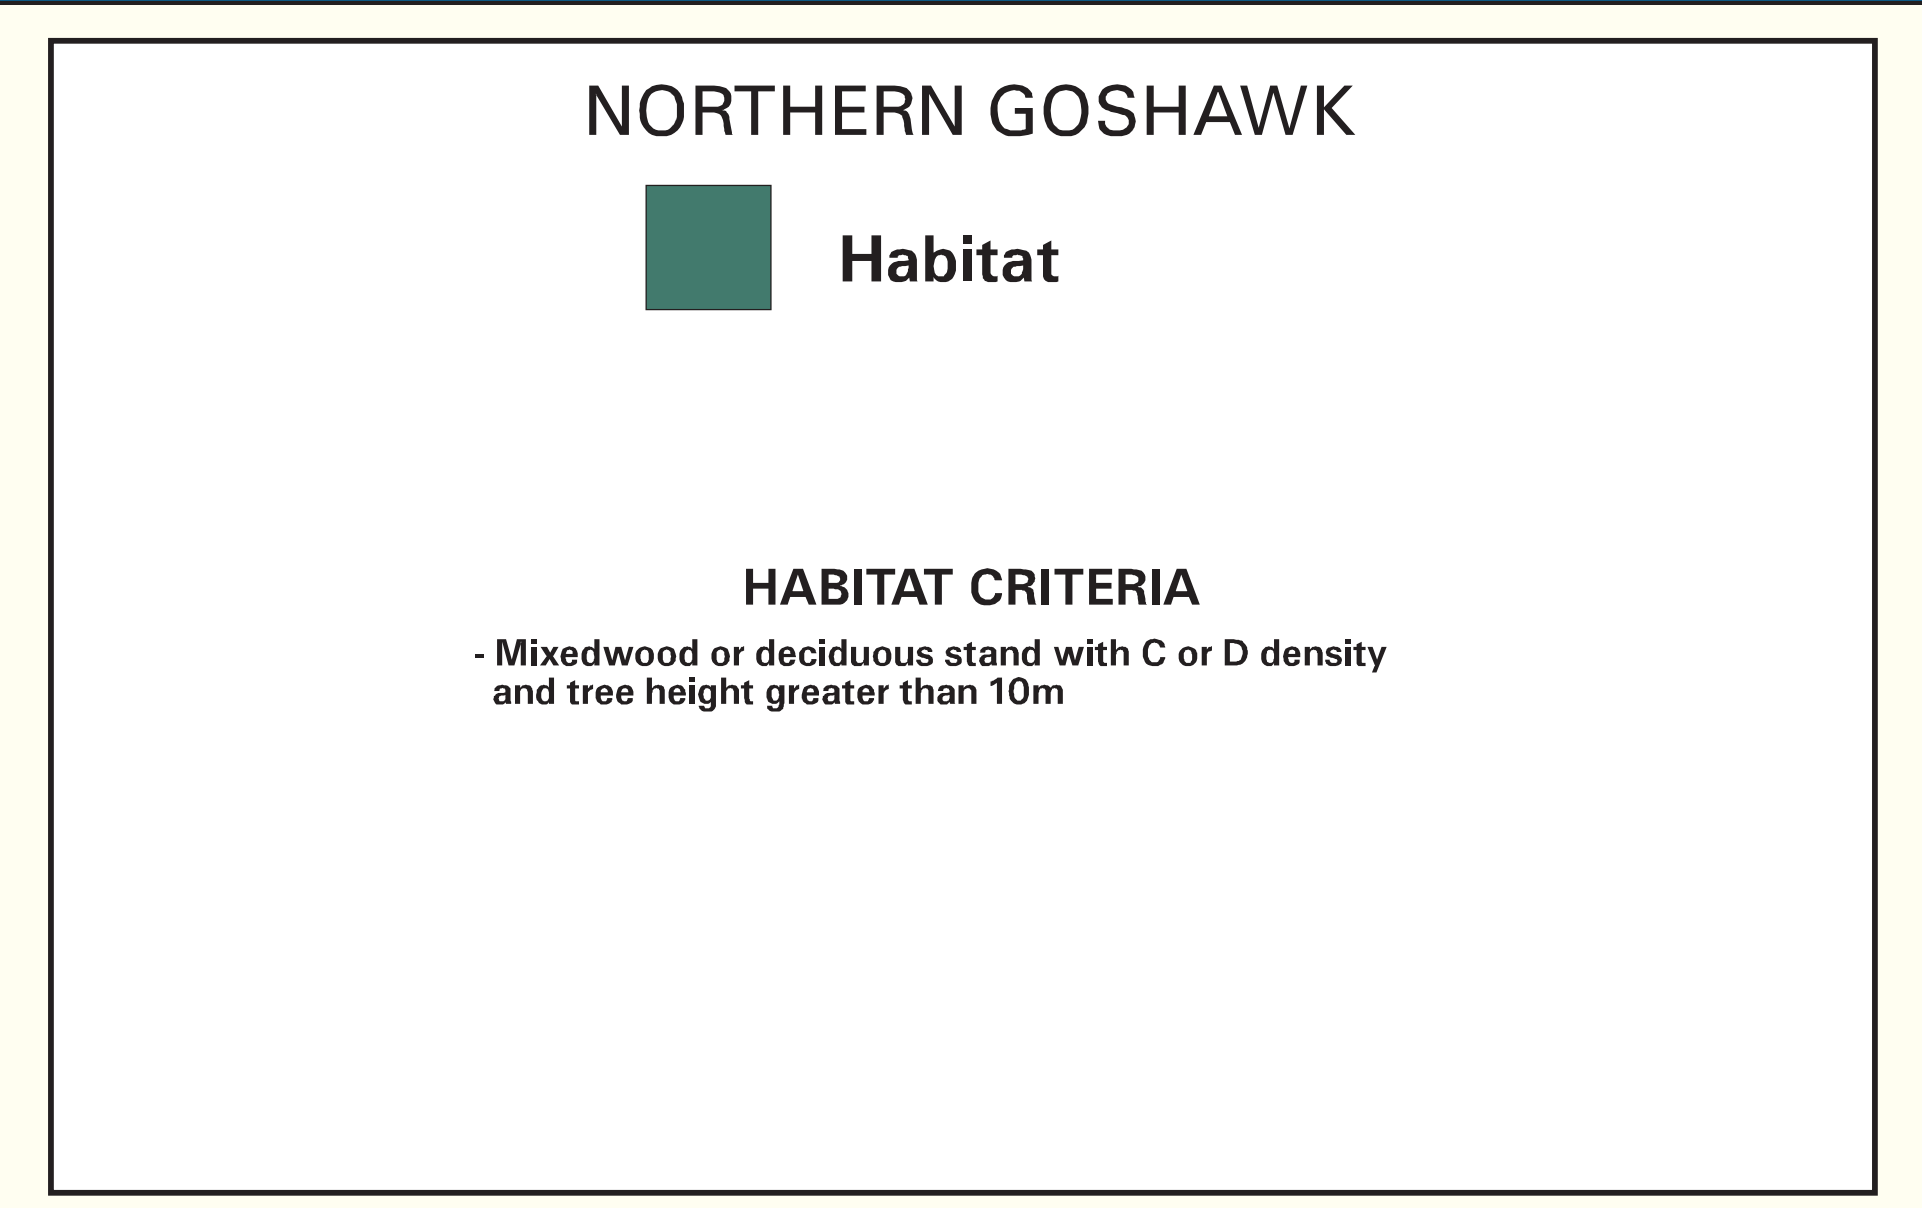 NORTHERN GOSHAWK
Habitat
HABITAT CRITERIA
- Mixedwood or deciduous stand with C or D density
and tree height greater than 10m